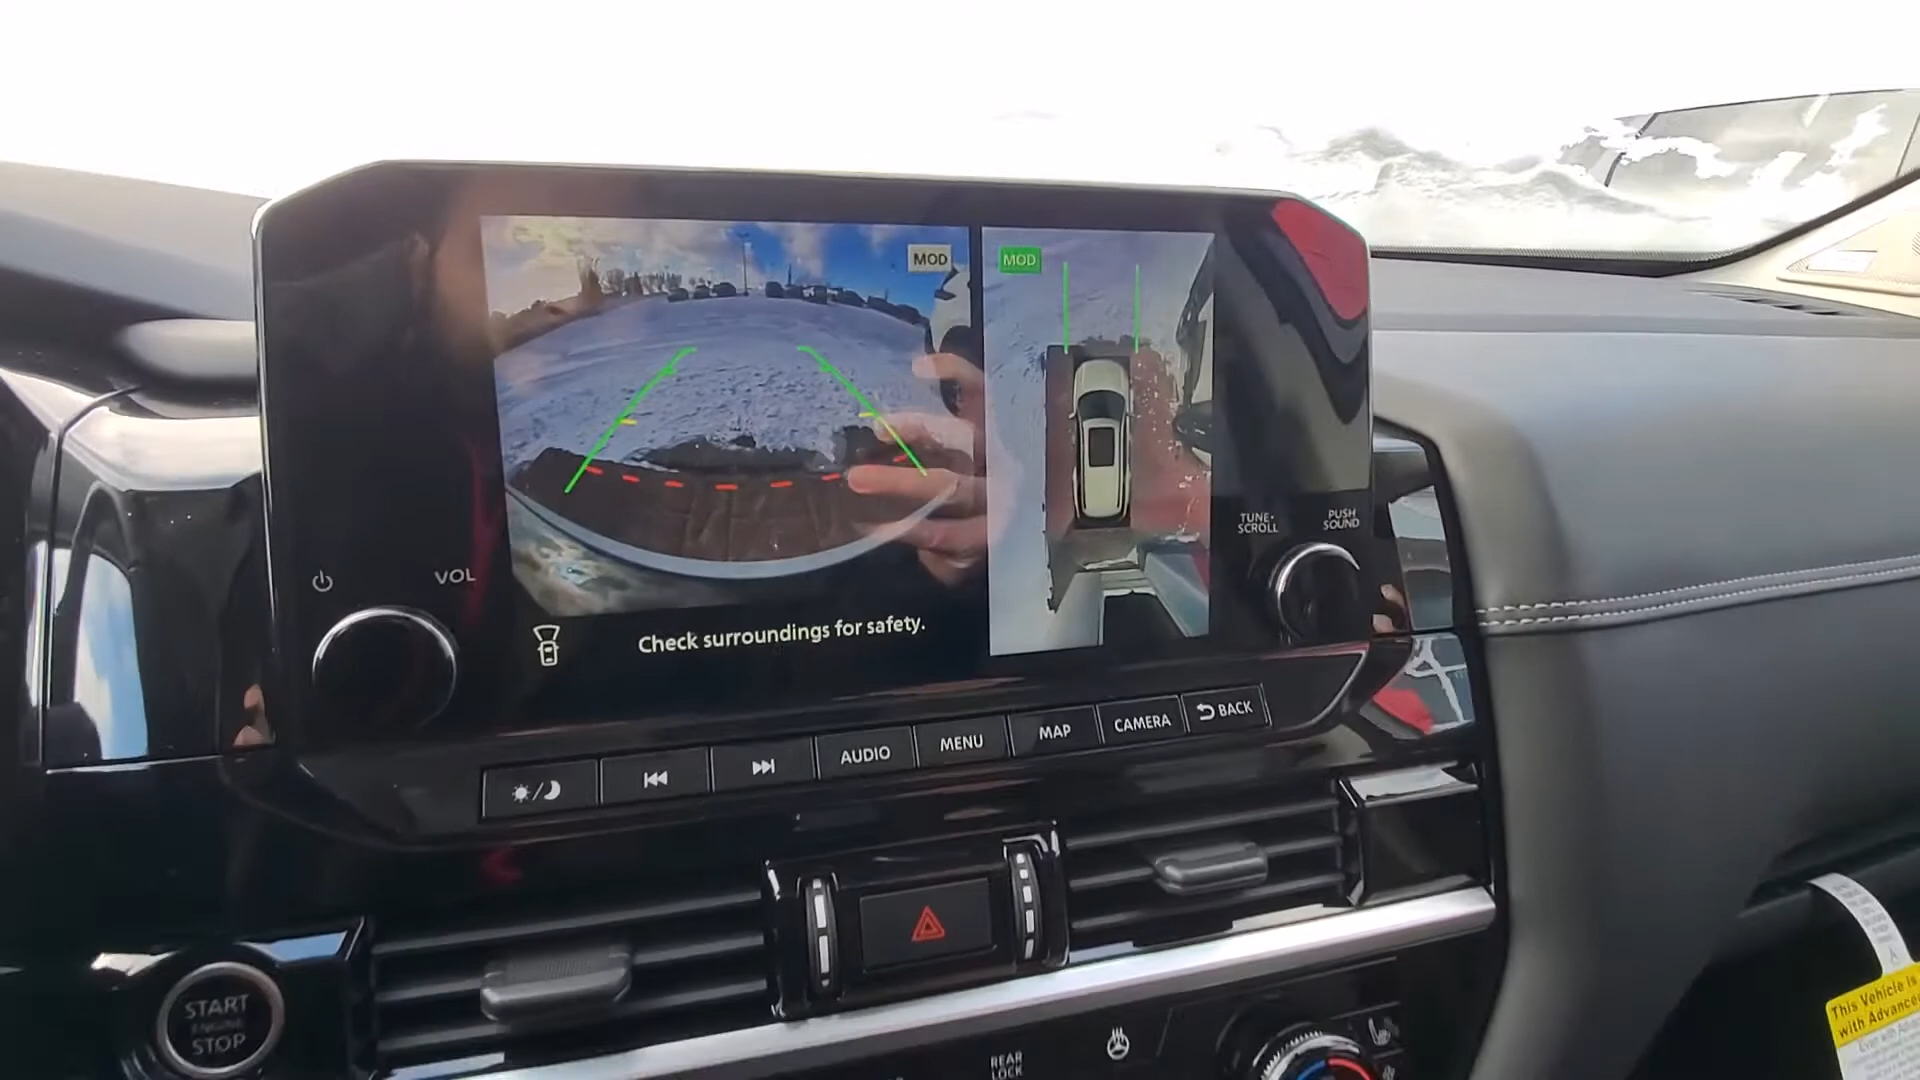 MOD
MOD
TUNE•
SCROLL
PUSH
SOUND
VOL
Check surroundings for safety.
AUDIO
MENU
MAP
CAMERA
BACK
START
ENGINE
STOP
REAR
LOCK
This Vehicle is
with Advance